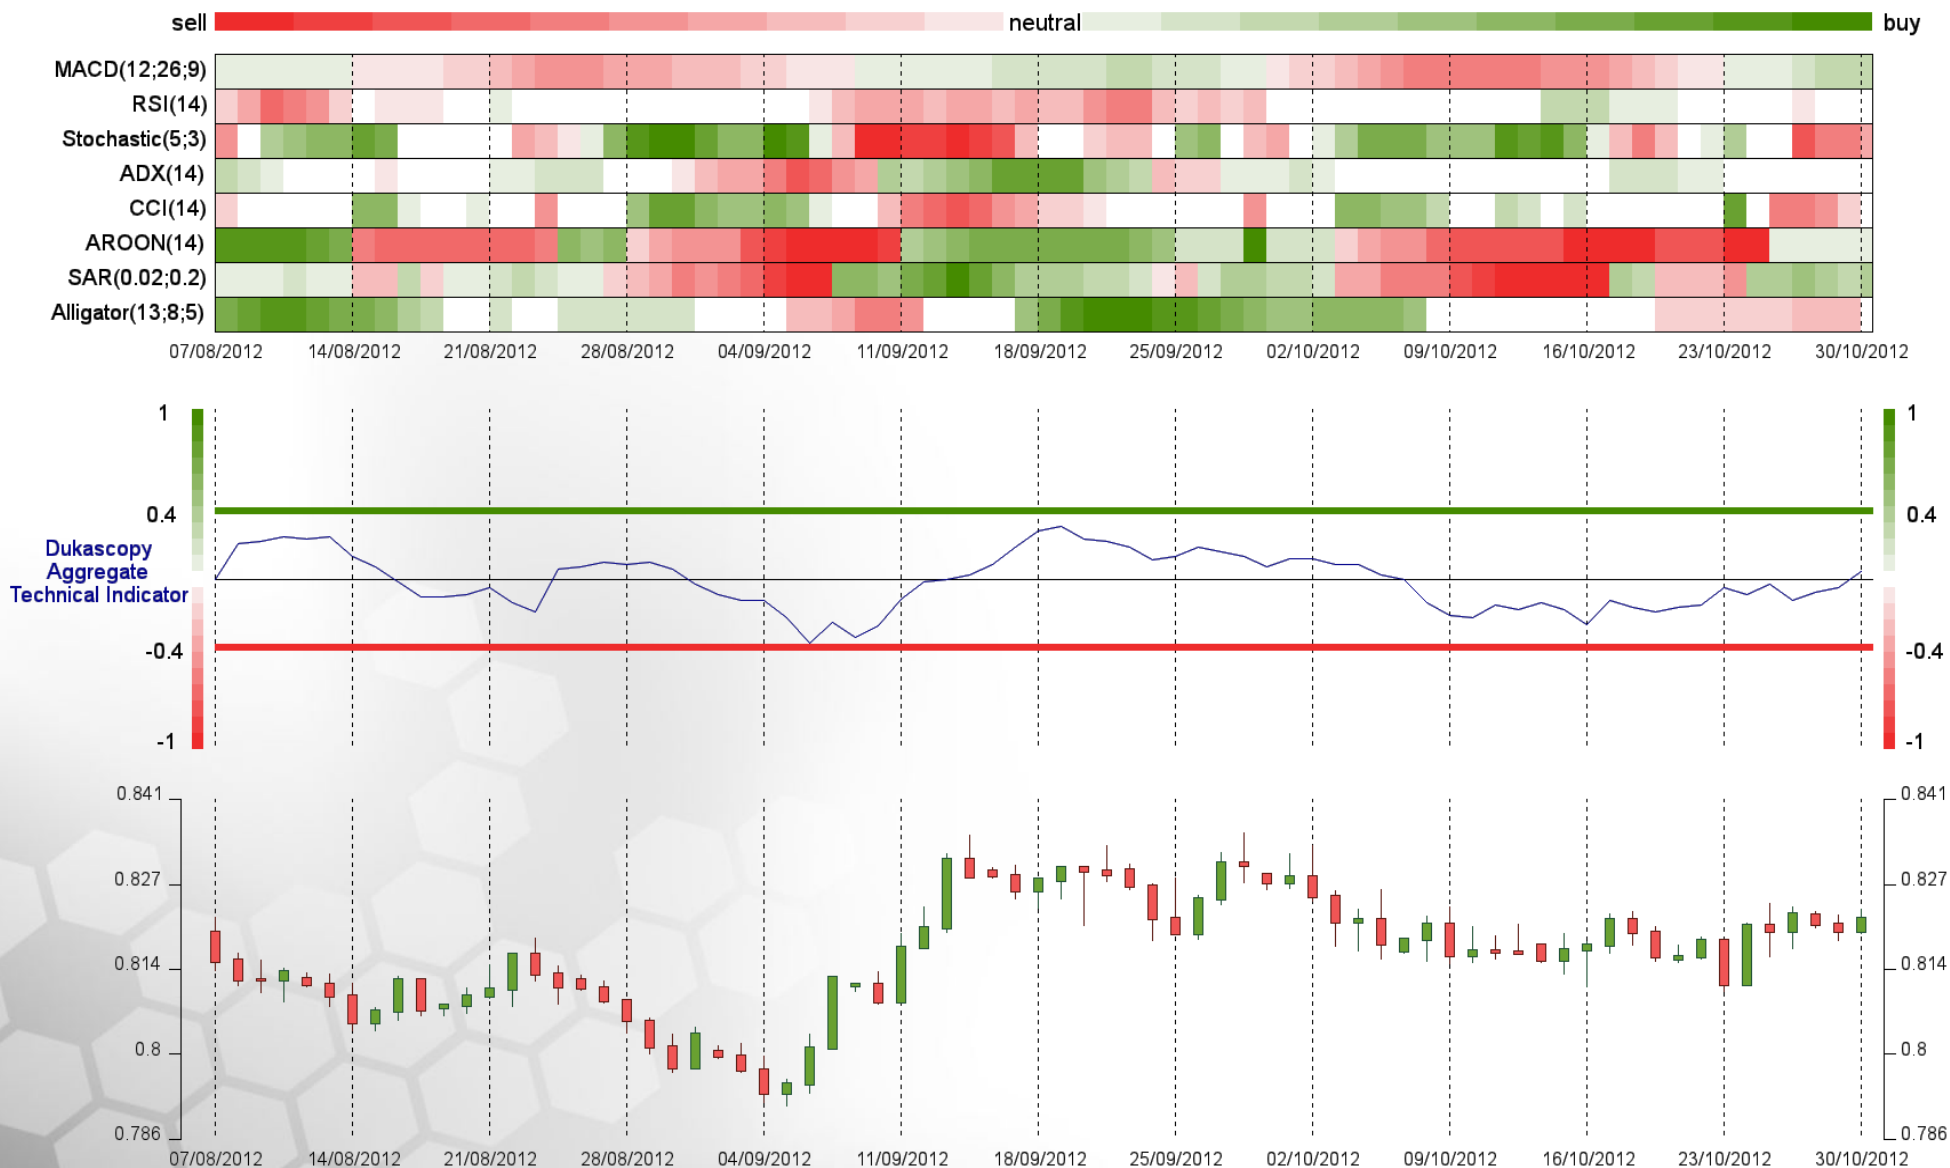 sell neutral buy
MACD(12;26;9)
RSI(14)
Stochastic(5;3)
ADX(14)
CCI(14)
AROON(14)
SAR(0.02;0.2)
Alligator(13;8;5)
07/08/2012 14/08/2012 21/08/2012 28/08/2012 04/09/2012 11/09/2012 18/09/2012 25/09/2012 02/10/2012 09/10/2012 16/10/2012 23/10/2012 30/10/2012
1 1
0.4 0.4
Dukascopy
Aggregate
Technical Indicator
-0.4 -0.4
-1 -1
0.841 0.841
0.827 0.827
0.814 0.814
0.8 0.8
0.786 0.786
07/08/2012 14/08/2012 21/08/2012 28/08/2012 04/09/2012 11/09/2012 18/09/2012 25/09/2012 02/10/2012 09/10/2012 16/10/2012 23/10/2012 30/10/2012